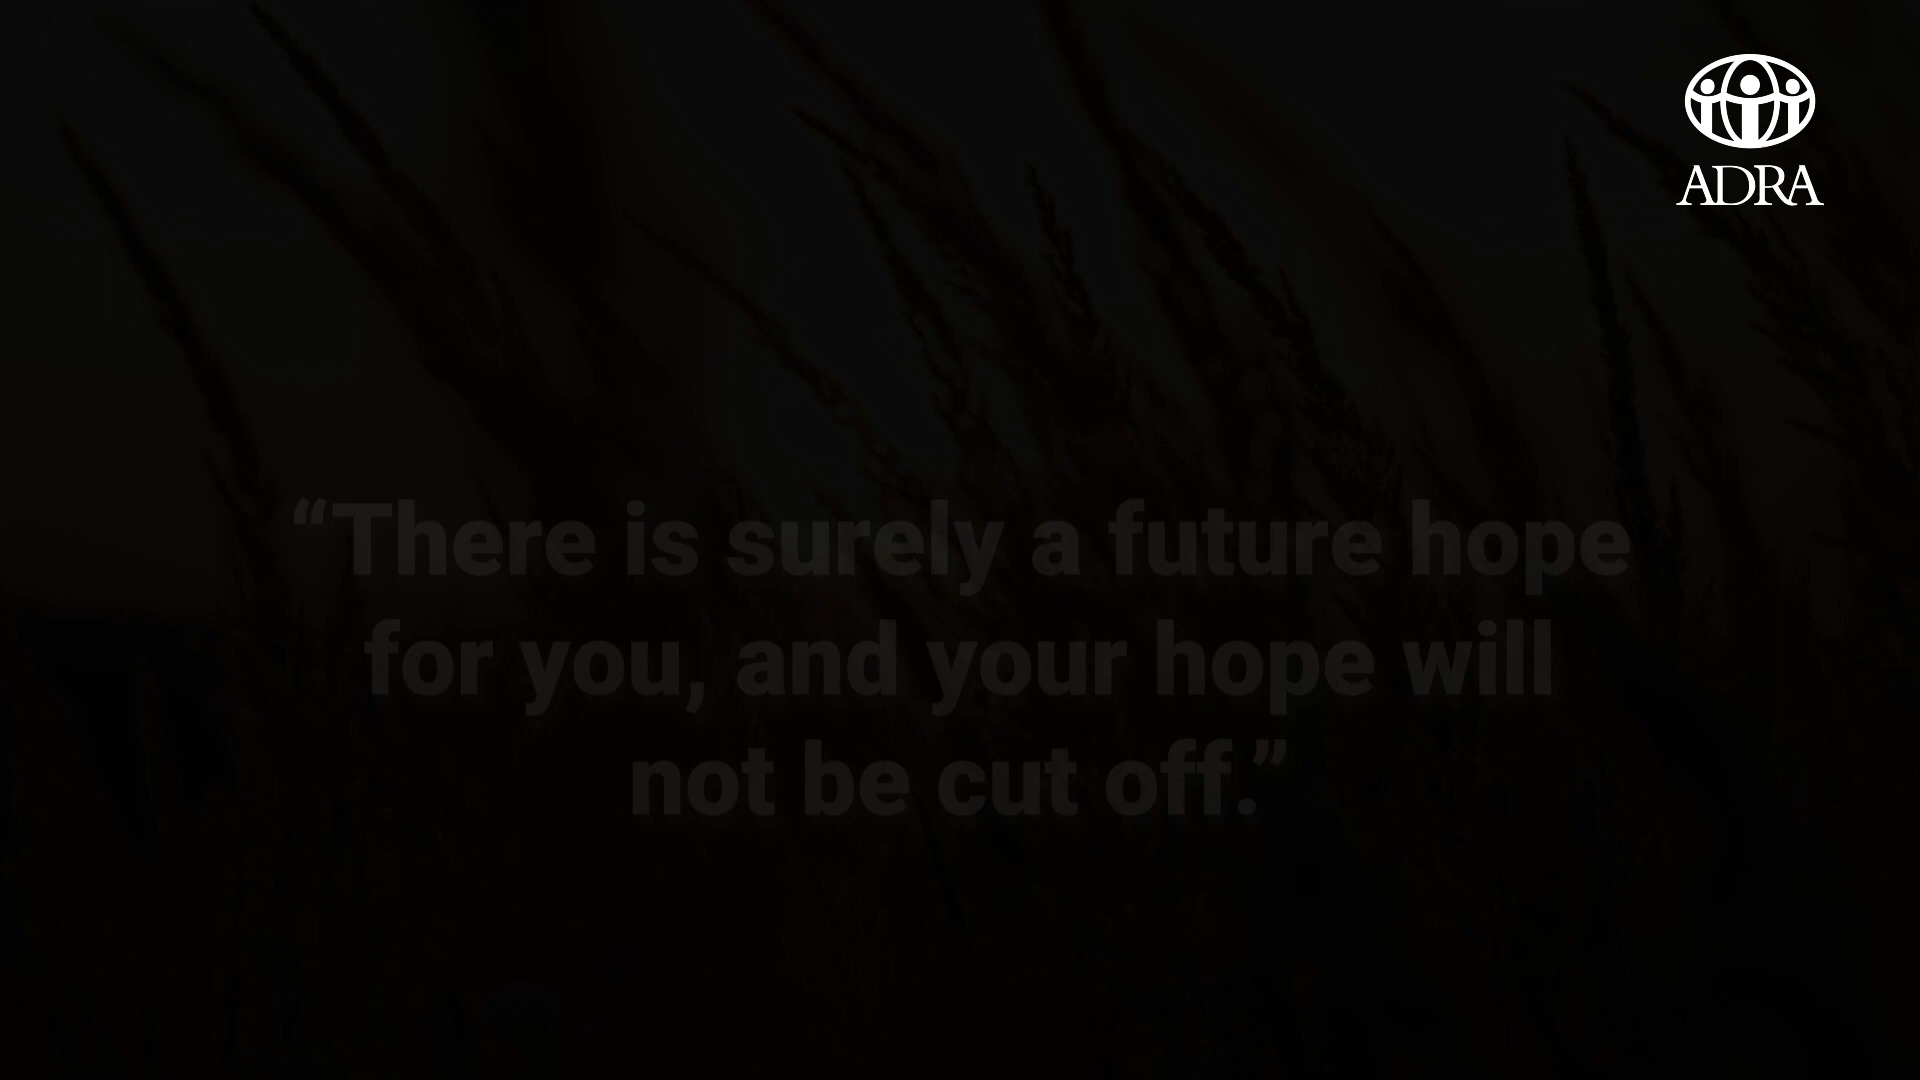 ADRA
“There is surely a future hope
for you, and your hope will
not be cut off.”